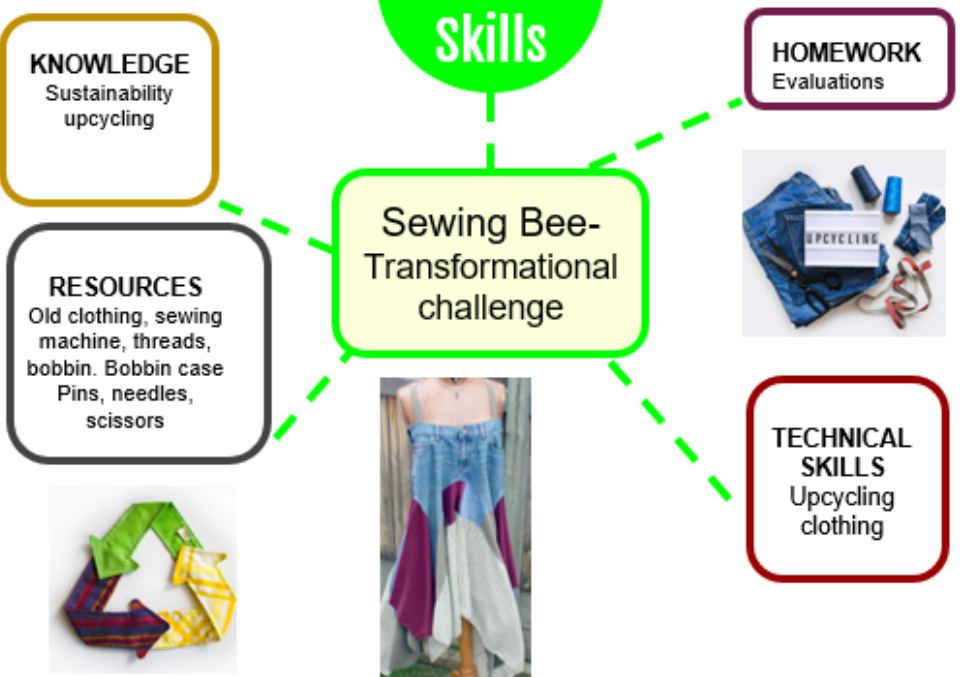 Skills
KNOWLEDGE
Sustainability
upcycling
HOMEWORK
Evaluations
Sewing Bee-
Transformational
challenge
RESOURCES
Old clothing, sewing
machine, threads,
bobbin. Bobbin case
Pins, needles,
scissors
UPCYCLING
TECHNICAL
SKILLS
Upcycling
clothing